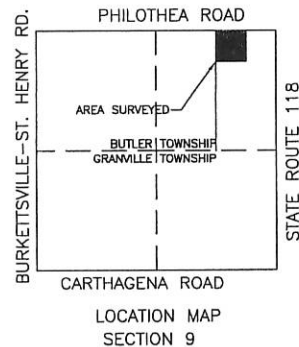 PHILOTHEA ROAD
BURKETTSVILLE-ST. HENRY RD.
AREA SURVEYED
STATE ROUTE 118
BUTLER TOWNSHIP
GRANVILLE TOWNSHIP
CARTHAGENA ROAD
LOCATION MAP
SECTION 9